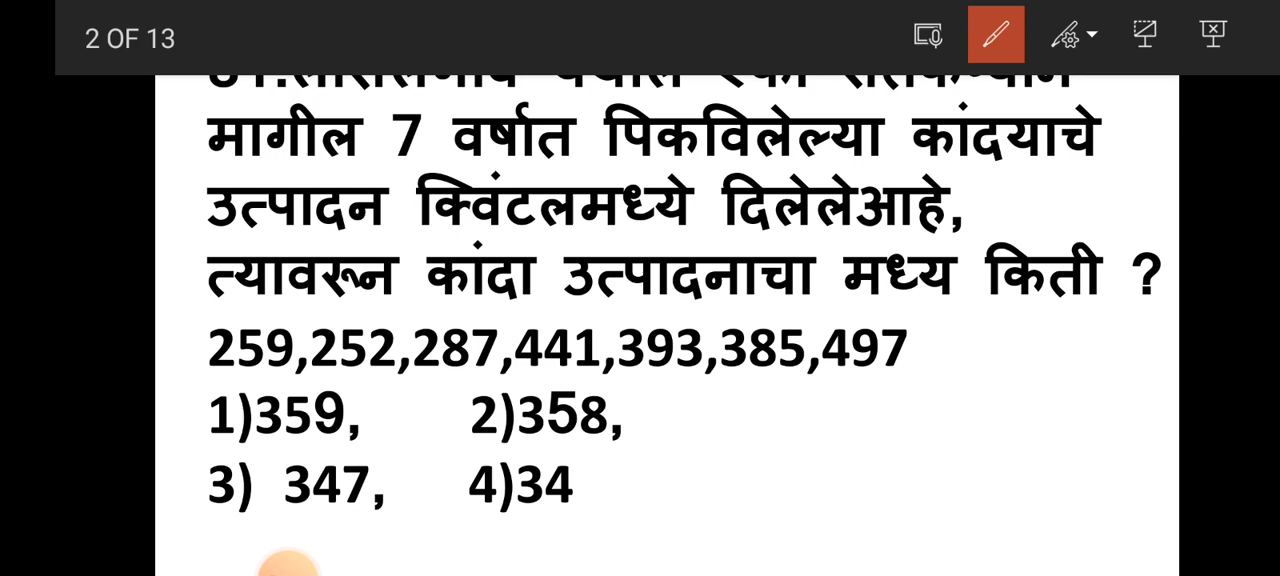 2 OF 13
मागील 7 वर्षात पिकविलेल्या कांदयाचे
उत्पादन क्विंटलमध्ये दिलेलेआहे,
त्यावरून कांदा उत्पादनाचा मध्य किती ?
259,252,287,441,393,385,497
1)359, 2)358,
3) 347, 4)34